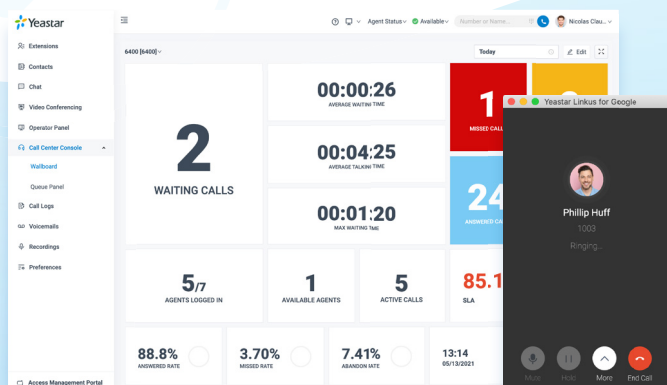 Yeastar
Agent Status
Available
Number or Name...
Nicolas Clau...
Extensions
Contacts
Chat
Video Conferencing
Operator Panel
Call Center Console
Wallboard
Queue Panel
Call Logs
Voicemails
Recordings
Preferences
Access Management Portal
6400 [6400]
Today
Edit
2
WAITING CALLS
00:00:26
AVERAGE WAITING TIME
00:04:25
AVERAGE TALKING TIME
00:01:20
MAX WAITING TIME
1
MISSED CALL
24
ANSWERED CA
5/7
AGENTS LOGGED IN
1
AVAILABLE AGENTS
5
ACTIVE CALLS
85.1
SLA
88.8%
ANSWERED RATE
3.70%
MISSED RATE
7.41%
ABANDON RATE
13:14
05/13/2021
Yeastar Linkus for Google
Phillip Huff
1003
Ringing...
Mute
Hold
More
End Call